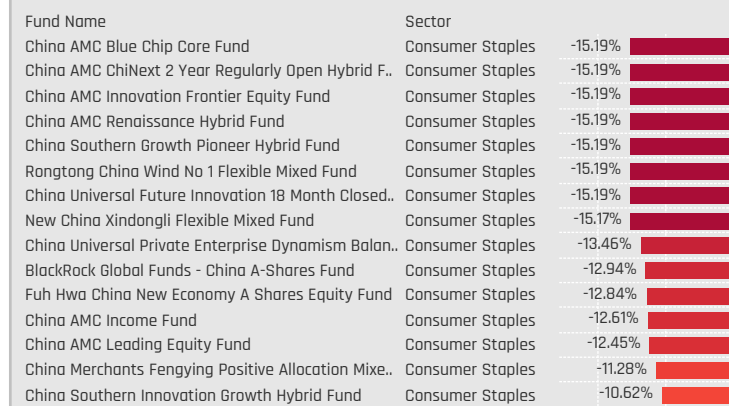 Fund Name Sector
China AMC Blue Chip Core Fund Consumer Staples -15.19%
China AMC ChiNext 2 Year Regularly Open Hybrid F.. Consumer Staples -15.19%
China AMC Innovation Frontier Equity Fund Consumer Staples -15.19%
China AMC Renaissance Hybrid Fund Consumer Staples -15.19%
China Southern Growth Pioneer Hybrid Fund Consumer Staples -15.19%
Rongtong China Wind No 1 Flexible Mixed Fund Consumer Staples -15.19%
China Universal Future Innovation 18 Month Closed.. Consumer Staples -15.19%
New China Xindongli Flexible Mixed Fund Consumer Staples -15.17%
China Universal Private Enterprise Dynamism Balan.. Consumer Staples -13.46%
BlackRock Global Funds - China A-Shares Fund Consumer Staples -12.94%
Fuh Hwa China New Economy A Shares Equity Fund Consumer Staples -12.84%
China AMC Income Fund Consumer Staples -12.61%
China AMC Leading Equity Fund Consumer Staples -12.45%
China Merchants Fengying Positive Allocation Mixe.. Consumer Staples -11.28%
China Southern Innovation Growth Hybrid Fund Consumer Staples -10.62%